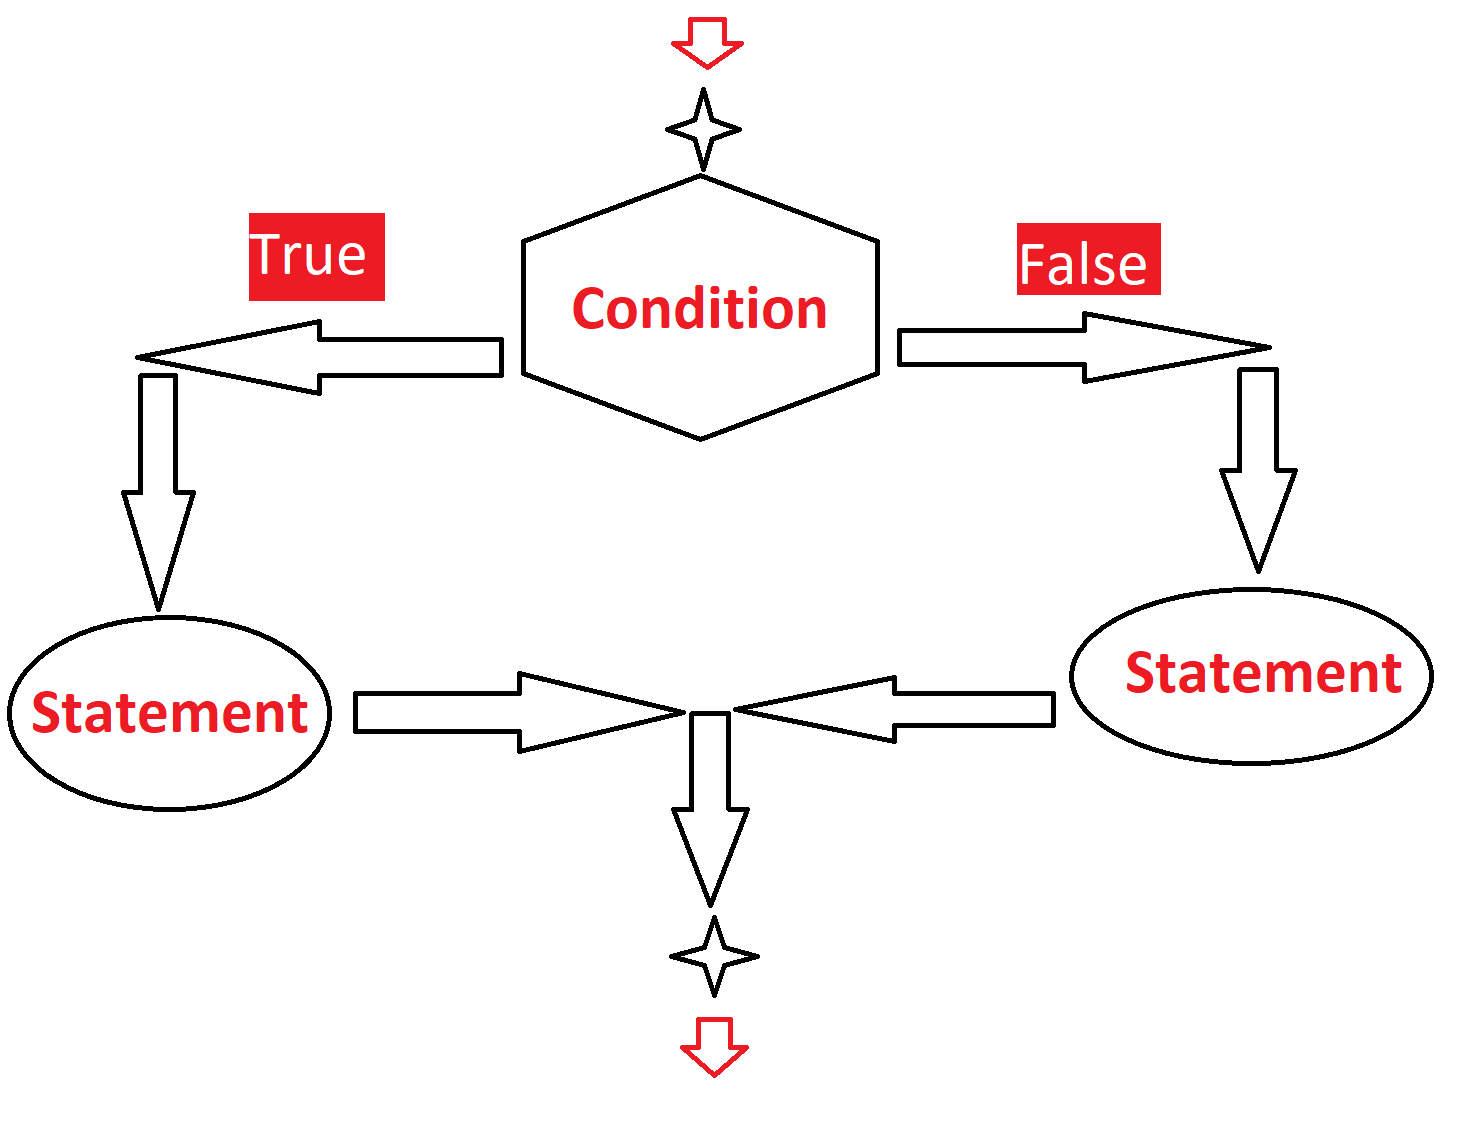 True
False
Condition
Statement
Statement